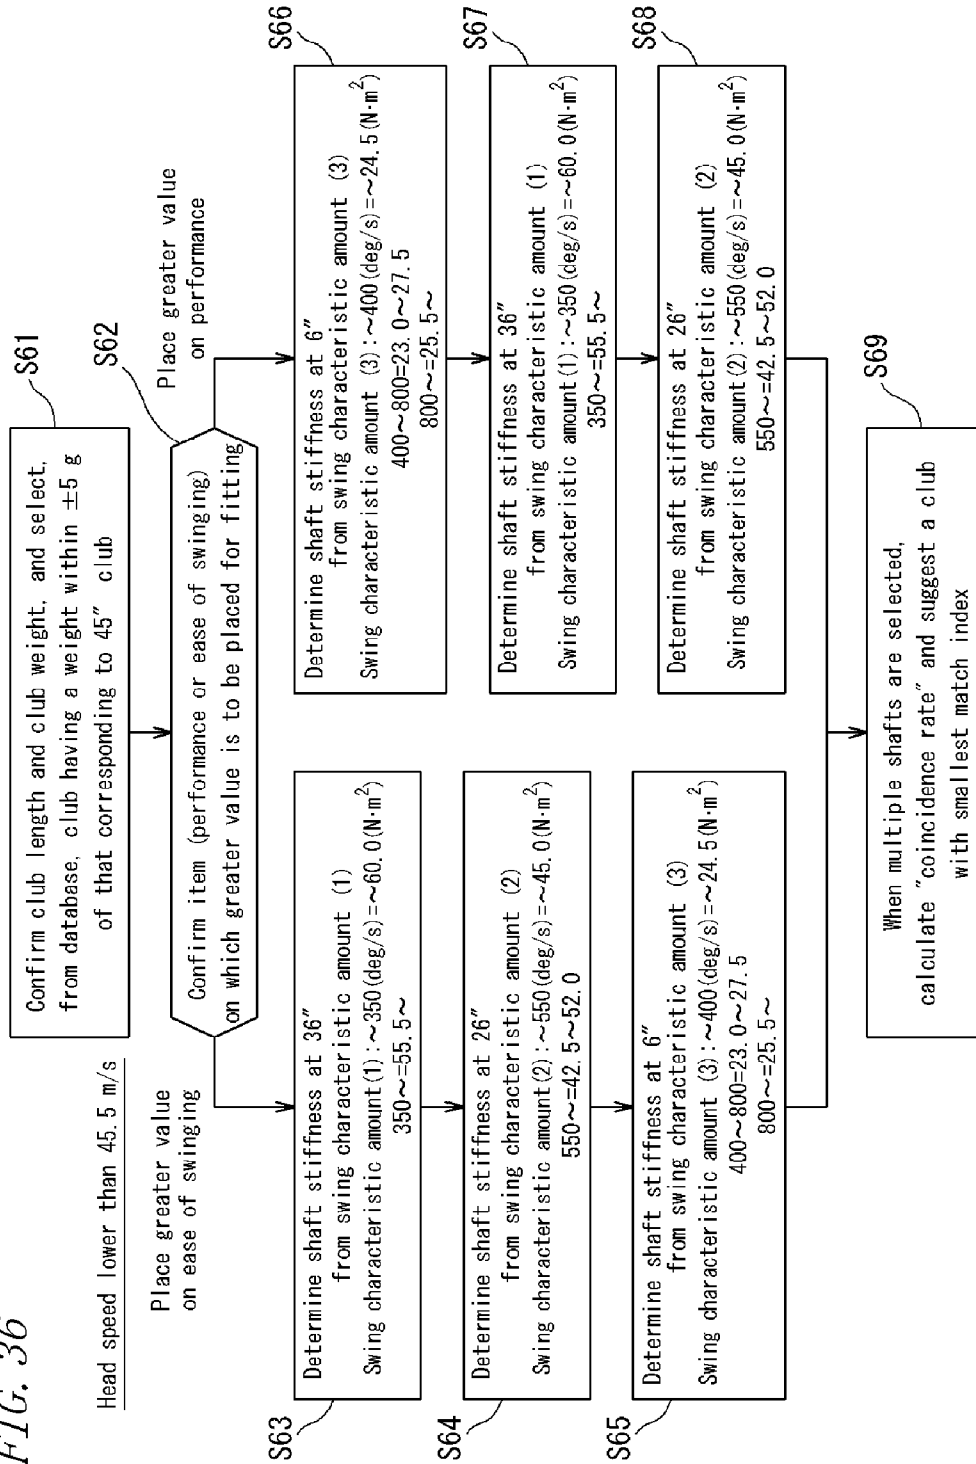 FIG. 36
Head speed lower than 45.5 m/s
S61
Confirm club length and club weight, and select,
from database, club having a weight within ±5 g
of that corresponding to 45″ club
S62
Confirm item (performance or ease of swinging)
on which greater value is to be placed for fitting
Place greater value
on ease of swinging
Place greater value
on performance
S63
Determine shaft stiffness at 36″
from swing characteristic amount (1)
Swing characteristic amount(1):~350(deg/s)=~60.0(N·m²)
350~=55.5~
S64
Determine shaft stiffness at 26″
from swing characteristic amount (2)
Swing characteristic amount(2):~550(deg/s)=~45.0(N·m²)
550~=42.5~52.0
S65
Determine shaft stiffness at 6″
from swing characteristic amount (3)
Swing characteristic amount (3):~400(deg/s)=~24.5(N·m²)
400~800=23.0~27.5
800~=25.5~
S66
Determine shaft stiffness at 6″
from swing characteristic amount (3)
Swing characteristic amount (3):~400(deg/s)=~24.5(N·m²)
400~800=23.0~27.5
800~=25.5~
S67
Determine shaft stiffness at 36″
from swing characteristic amount (1)
Swing characteristic amount(1):~350(deg/s)=~60.0(N·m²)
350~=55.5~
S68
Determine shaft stiffness at 26″
from swing characteristic amount (2)
Swing characteristic amount(2):~550(deg/s)=~45.0(N·m²)
550~=42.5~52.0
S69
When multiple shafts are selected,
calculate "coincidence rate" and suggest a club
with smallest match index